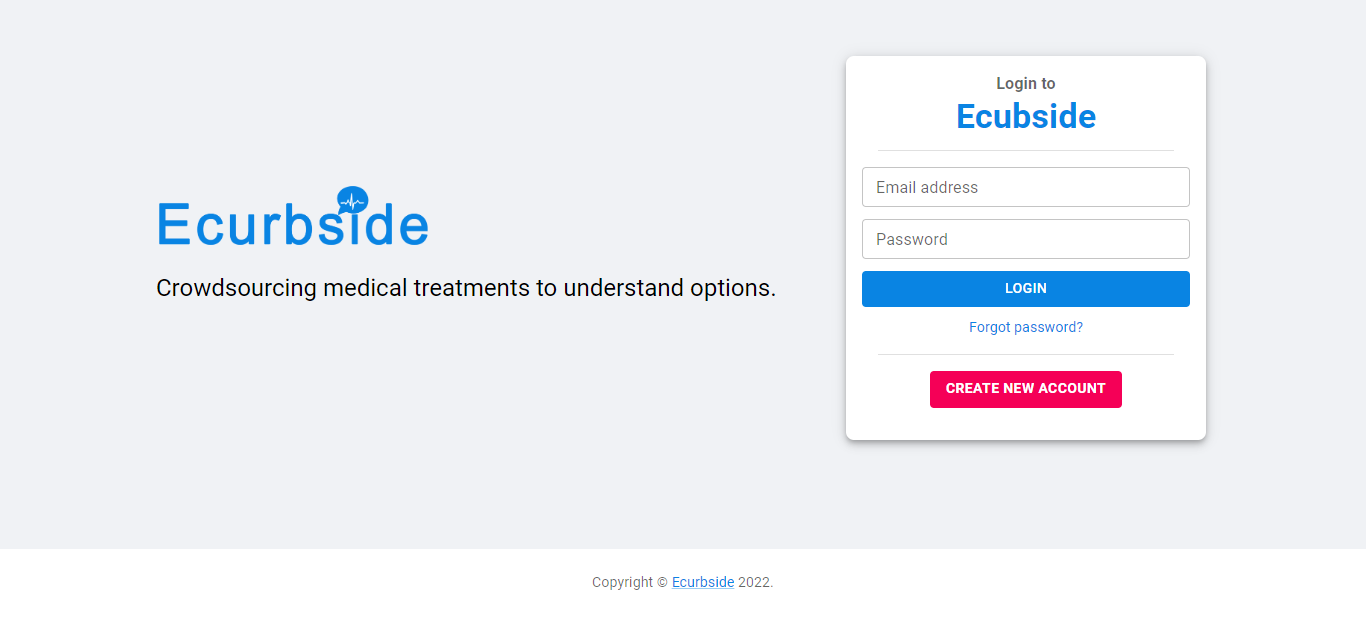 Ecurbside
Crowdsourcing medical treatments to understand options.
Login to
Ecubside
Email address
Password
LOGIN
Forgot password?
CREATE NEW ACCOUNT
Copyright © Ecurbside 2022.